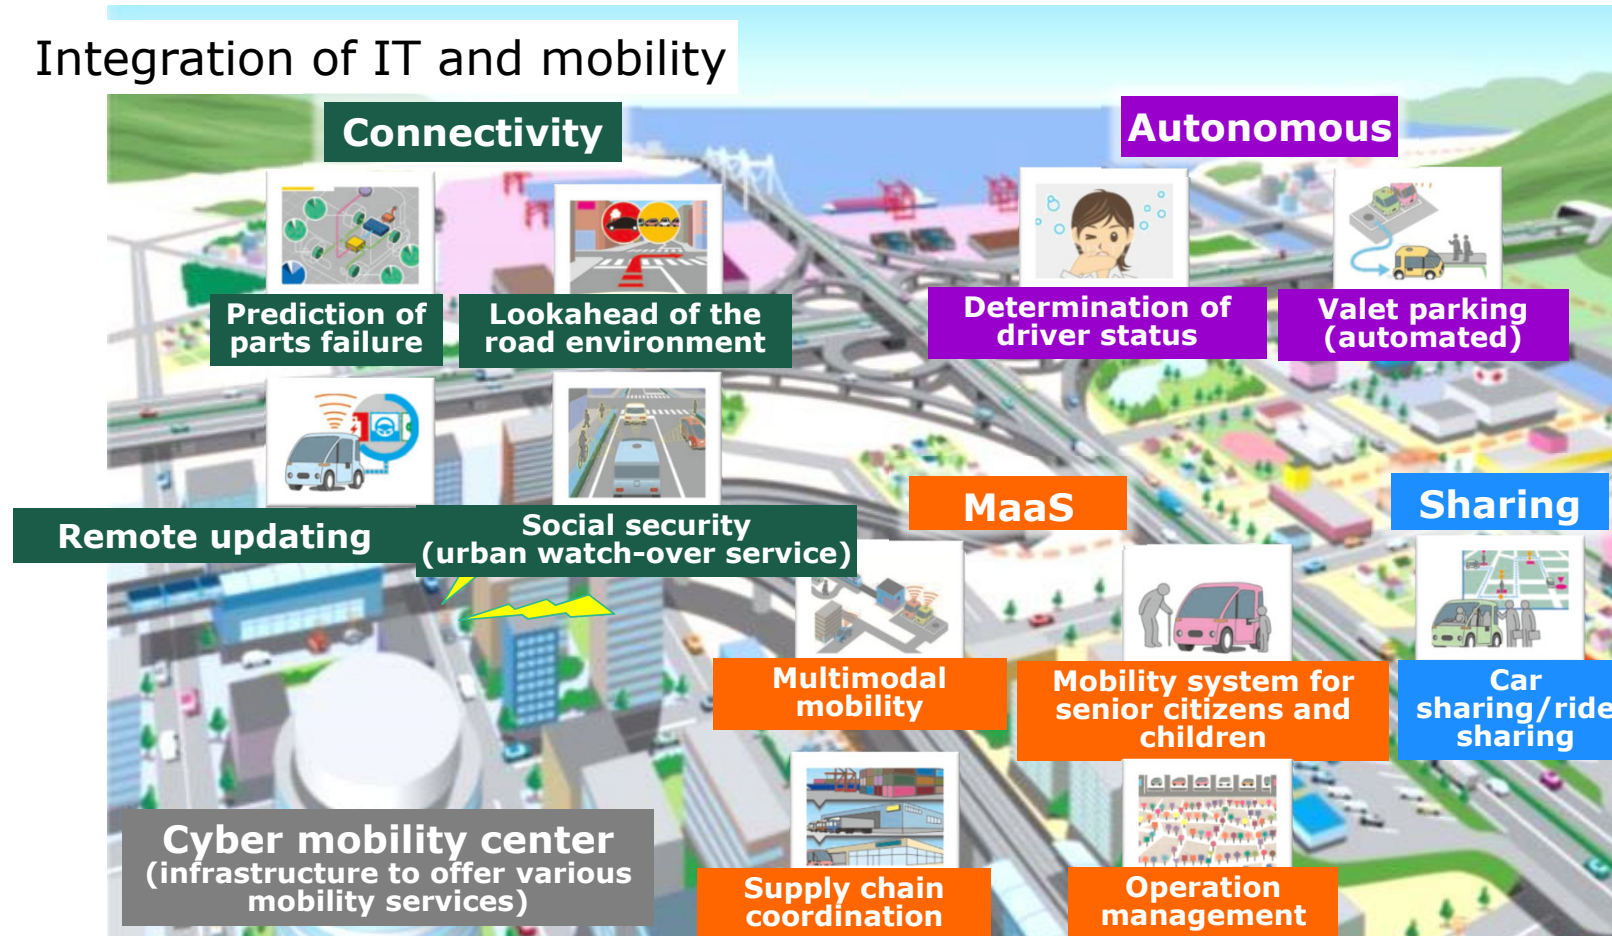 Integration of IT and mobility
Connectivity
Autonomous
Prediction of
parts failure
Lookahead of the
road environment
Determination of
driver status
Valet parking
(automated)
Remote updating
Social security
(urban watch-over service)
MaaS
Sharing
Multimodal
mobility
Mobility system for
senior citizens and
children
Car
sharing/ride
sharing
Cyber mobility center
(infrastructure to offer various
mobility services)
Supply chain
coordination
Operation
management